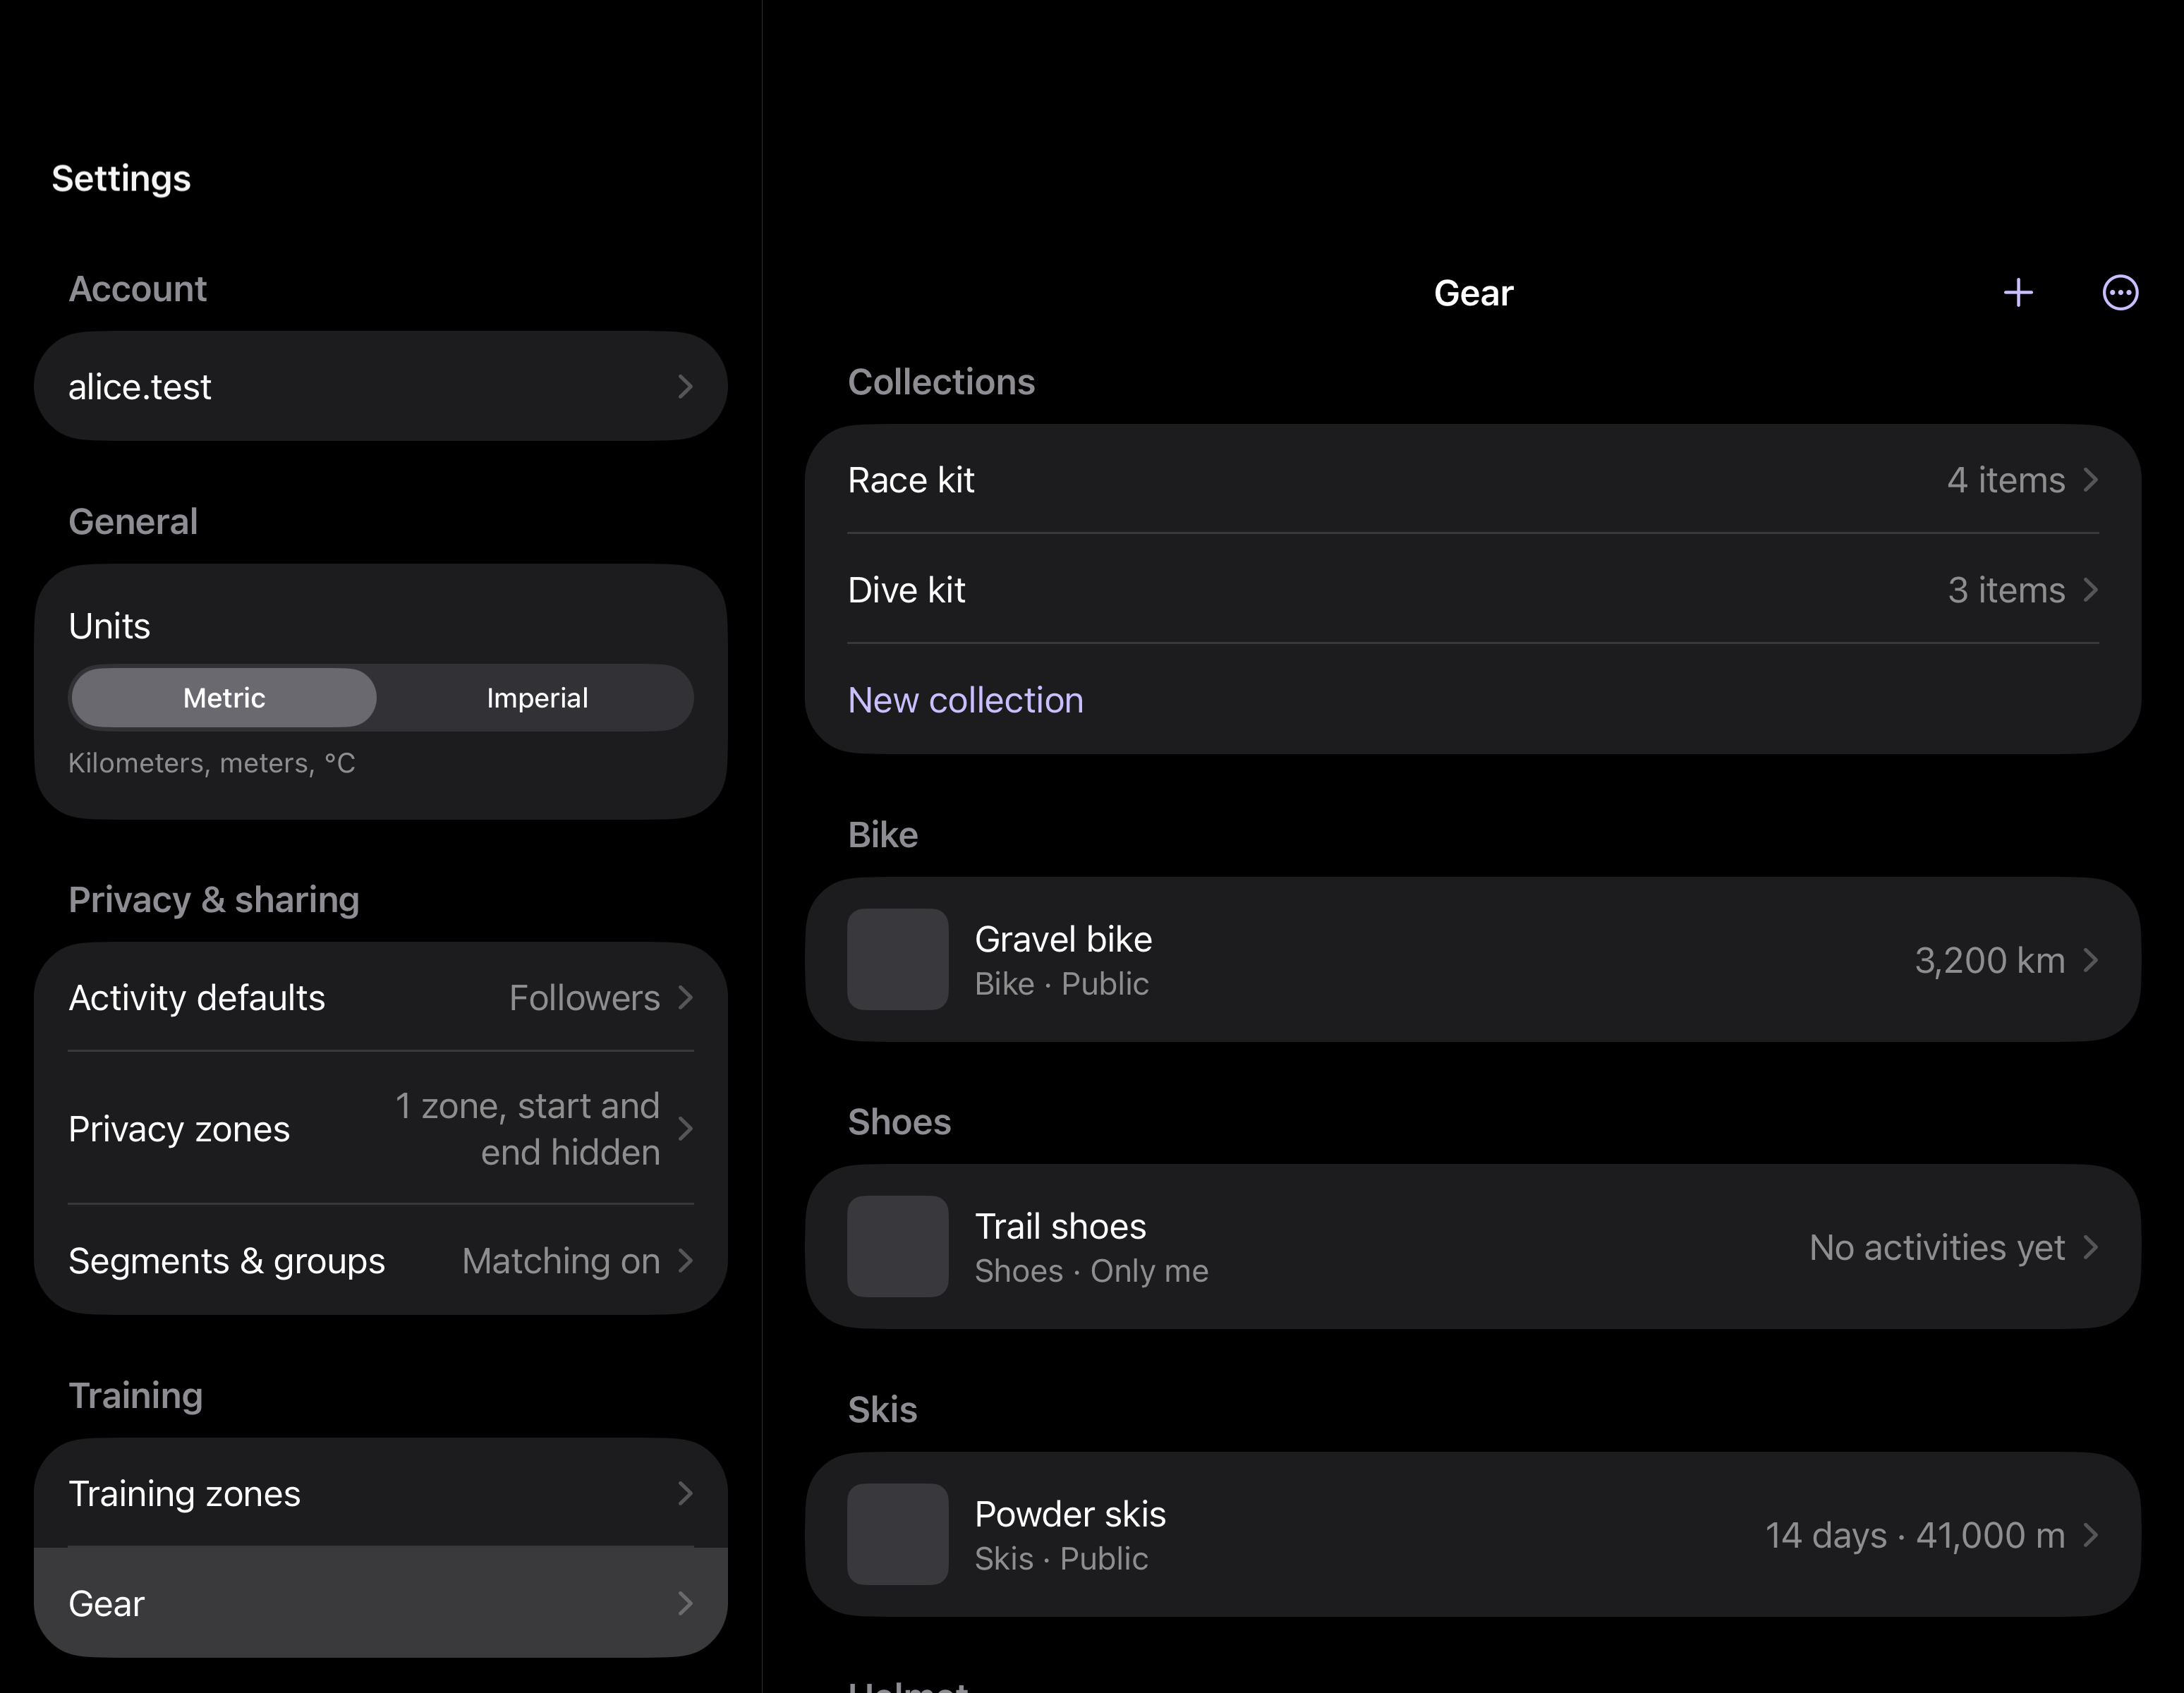 Settings
Account
alice.test
General
Units
Metric Imperial
Kilometers, meters, °C
Privacy & sharing
Activity defaults Followers
Privacy zones 1 zone, start and
end hidden
Segments & groups Matching on
Training
Training zones
Gear
Gear
Collections
Race kit 4 items
Dive kit 3 items
New collection
Bike
Gravel bike
Bike · Public
3,200 km
Shoes
Trail shoes
Shoes · Only me
No activities yet
Skis
Powder skis
Skis · Public
14 days · 41,000 m
Helmet